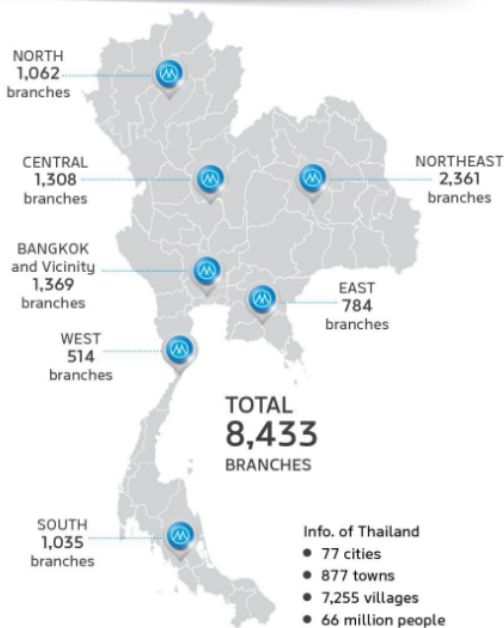 NORTH
1,062
branches
CENTRAL
1,308
branches
NORTHEAST
2,361
branches
BANGKOK
and Vicinity
1,369
branches
EAST
784
branches
WEST
514
branches
TOTAL
8,433
BRANCHES
SOUTH
1,035
branches
Info. of Thailand
● 77 cities
● 877 towns
● 7,255 villages
● 66 million people